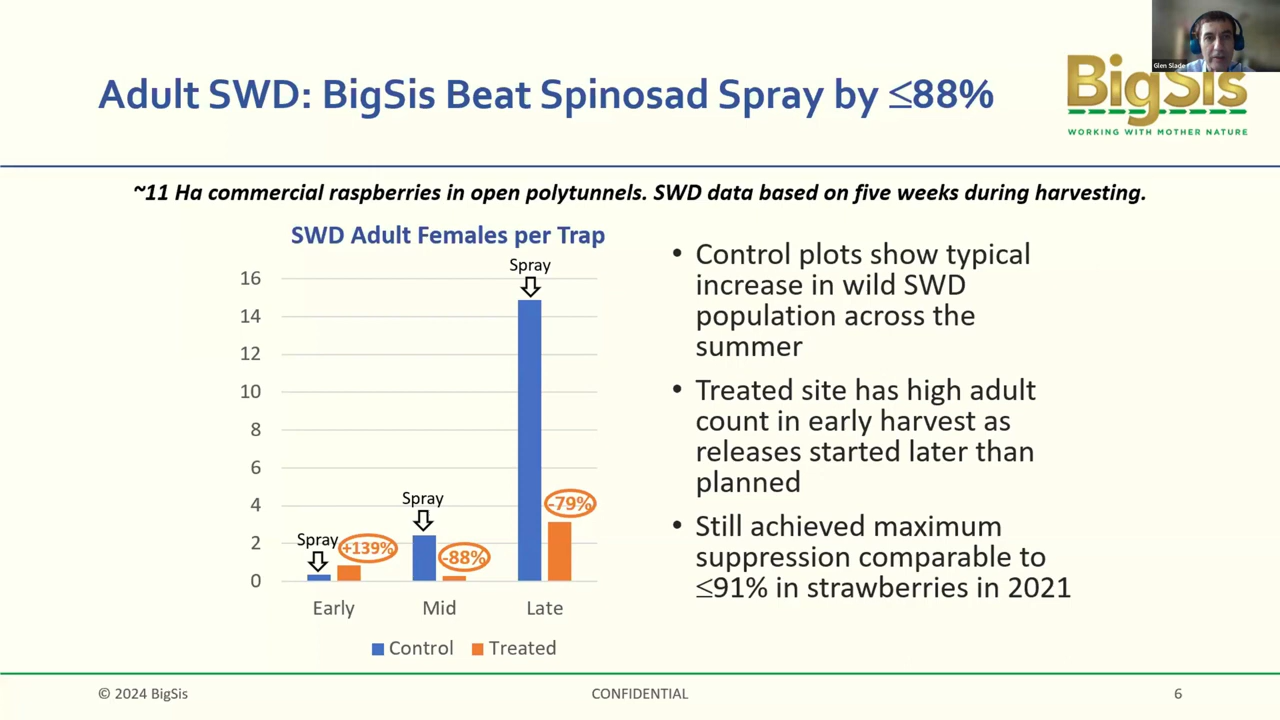 Glen Slade
Adult SWD: BigSis Beat Spinosad Spray by ≤88%
BigSis
WORKING WITH MOTHER NATURE
~11 Ha commercial raspberries in open polytunnels. SWD data based on five weeks during harvesting.
SWD Adult Females per Trap
16
14
12
10
8
6
4
2
0
Spray
Spray
Spray
+139%
-88%
-79%
Early
Mid
Late
Control
Treated
• Control plots show typical
increase in wild SWD
population across the
summer
• Treated site has high adult
count in early harvest as
releases started later than
planned
• Still achieved maximum
suppression comparable to
≤91% in strawberries in 2021
© 2024 BigSis
CONFIDENTIAL
6